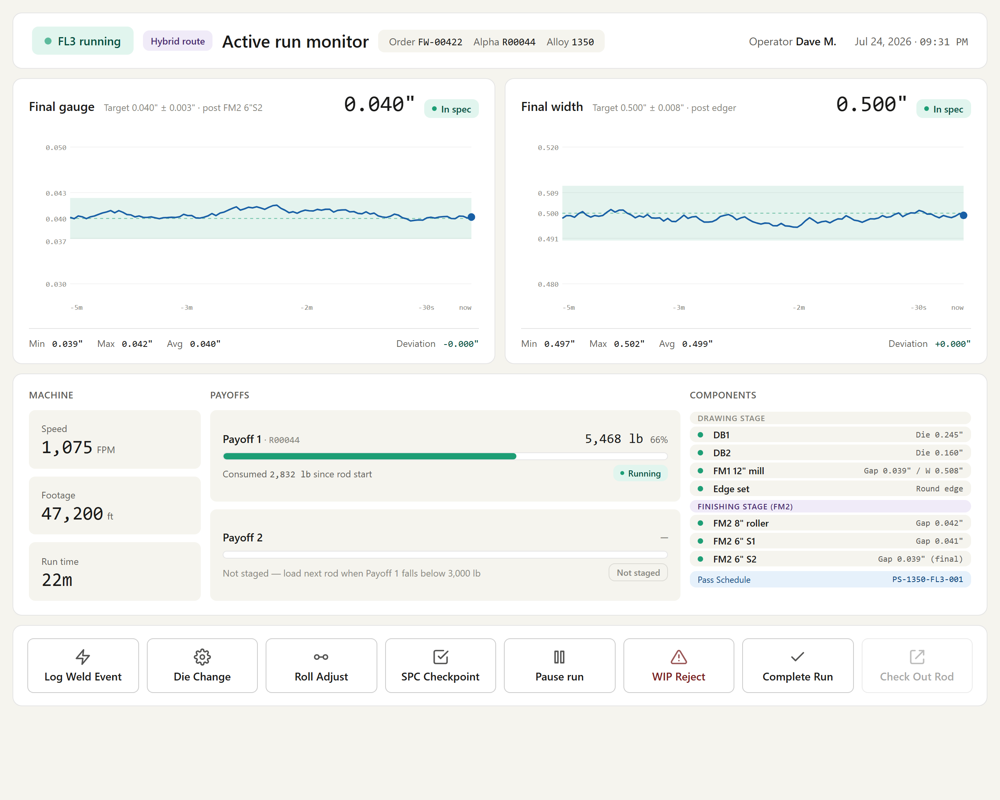 FL3 running
Hybrid route
Active run monitor
Order FW-00422 Alpha R00044 Alloy 1350
Operator Dave M.
Jul 24, 2026 · 09:31 PM
Final gauge
Target 0.040" ± 0.003" · post FM2 6"S2
0.040"
In spec
0.050
0.043
0.040
0.037
0.030
-5m
-3m
-2m
-30s
now
Min 0.039" Max 0.042" Avg 0.040"
Deviation -0.000"
Final width
Target 0.500" ± 0.008" · post edger
0.500"
In spec
0.520
0.509
0.500
0.491
0.480
-5m
-3m
-2m
-30s
now
Min 0.497" Max 0.502" Avg 0.499"
Deviation +0.000"
MACHINE
Speed
1,075 FPM
Footage
47,200 ft
Run time
22m
PAYOFFS
Payoff 1 · R00044
5,468 lb 66%
Consumed 2,832 lb since rod start
Running
Payoff 2
—
Not staged — load next rod when Payoff 1 falls below 3,000 lb
Not staged
COMPONENTS
DRAWING STAGE
DB1 Die 0.245"
DB2 Die 0.160"
FM1 12" mill Gap 0.039" / W 0.508"
Edge set Round edge
FINISHING STAGE (FM2)
FM2 8" roller Gap 0.042"
FM2 6" S1 Gap 0.041"
FM2 6" S2 Gap 0.039" (final)
Pass Schedule PS-1350-FL3-001
Log Weld Event
Die Change
Roll Adjust
SPC Checkpoint
Pause run
WIP Reject
Complete Run
Check Out Rod